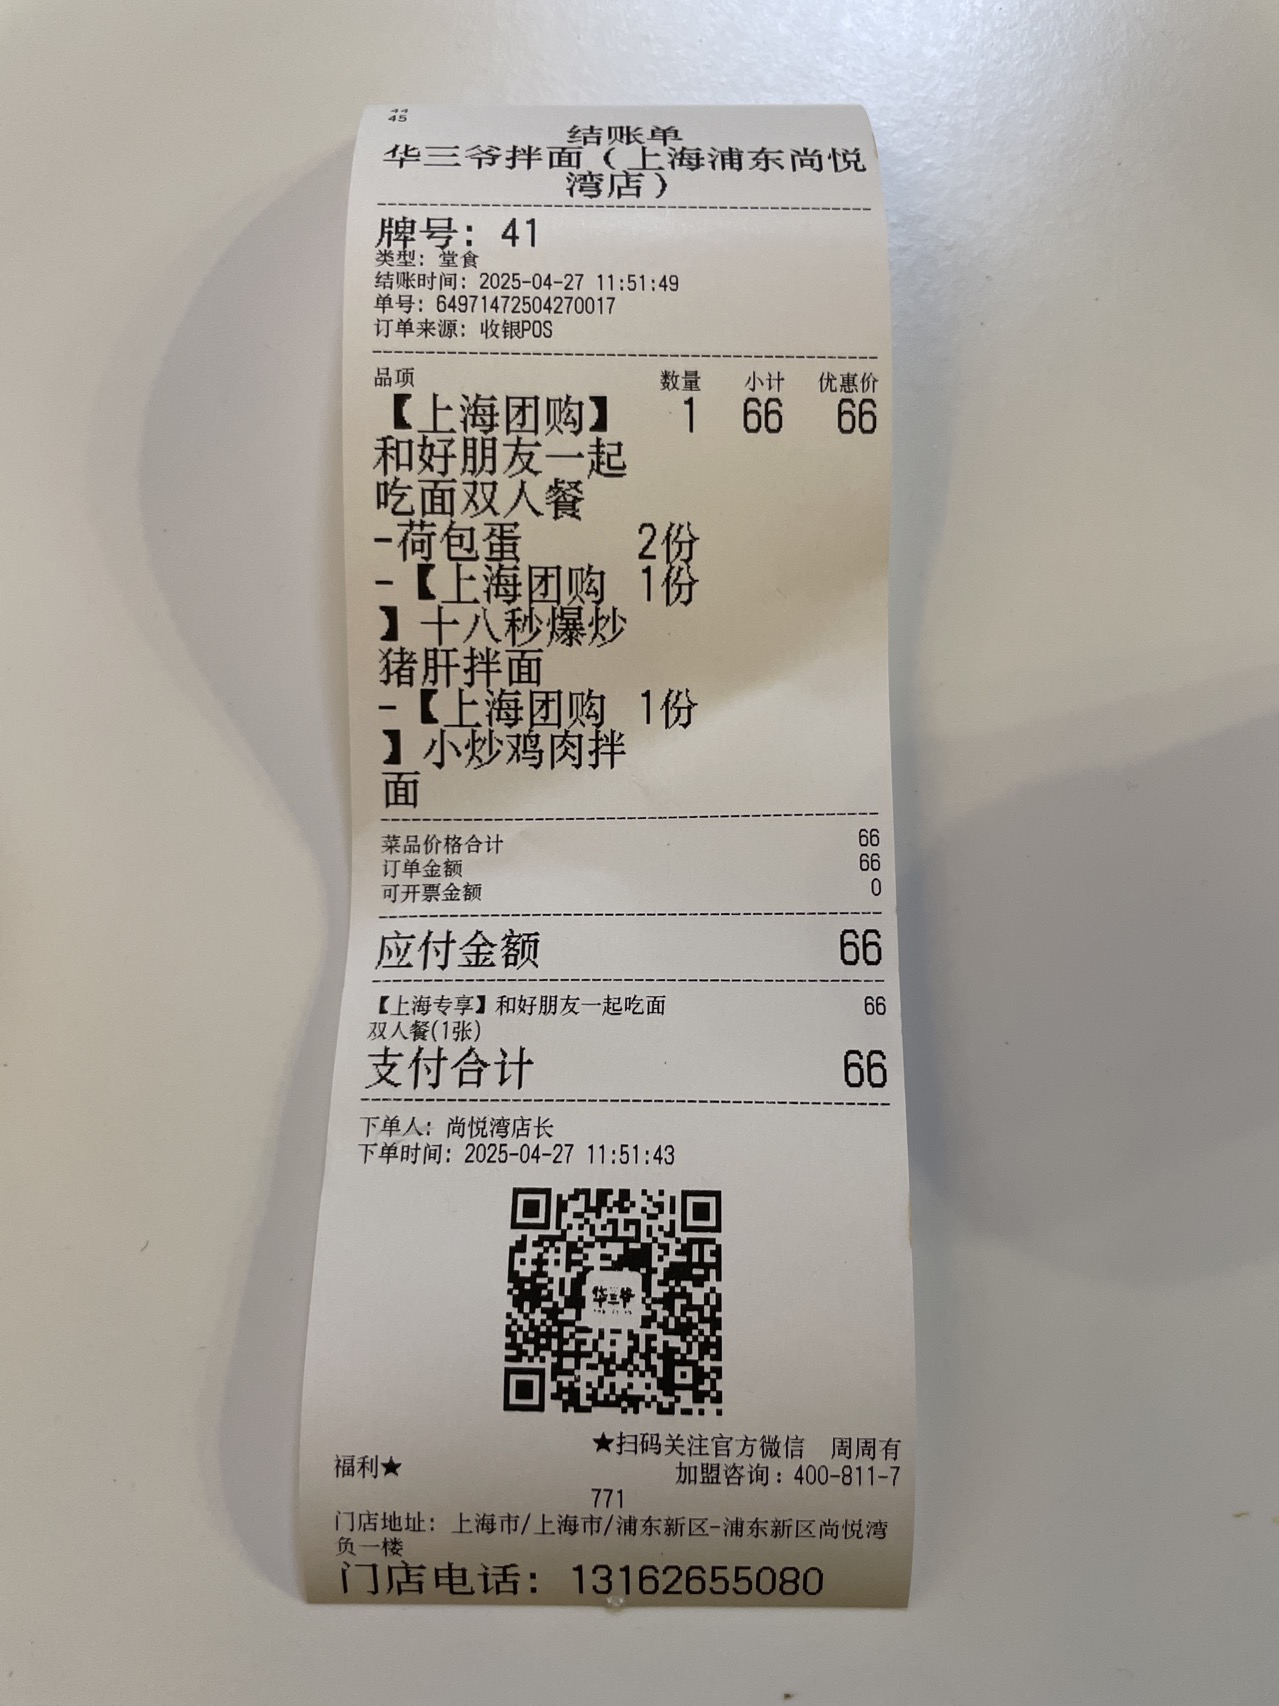 44
45
结账单
华三爷拌面（上海浦东尚悦
湾店）
牌号: 41
类型: 堂食
结账时间: 2025-04-27 11:51:49
单号: 64971472504270017
订单来源: 收银POS
品项 数量 小计 优惠价
【上海团购】 1 66 66
和好朋友一起
吃面双人餐
-荷包蛋 2份
-【上海团购 1份
】十八秒爆炒
猪肝拌面
-【上海团购 1份
】小炒鸡肉拌
面
菜品价格合计 66
订单金额 66
可开票金额 0
应付金额 66
【上海专享】和好朋友一起吃面 66
双人餐(1张)
支付合计 66
下单人: 尚悦湾店长
下单时间: 2025-04-27 11:51:43
华三爷
★扫码关注官方微信 周周有
福利★ 加盟咨询: 400-811-7
771
门店地址: 上海市/上海市/浦东新区-浦东新区尚悦湾
负一楼
门店电话: 13162655080